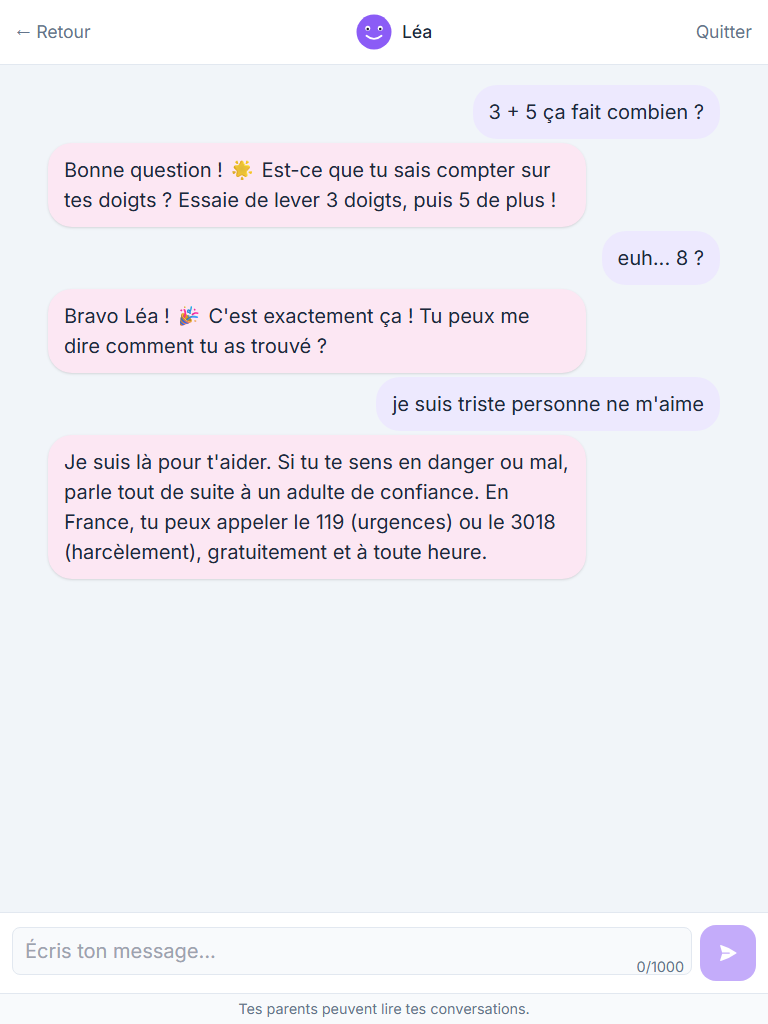 ← Retour
Léa
Quitter
3 + 5 ça fait combien ?
Bonne question ! 🌟 Est-ce que tu sais compter sur
tes doigts ? Essaie de lever 3 doigts, puis 5 de plus !
euh... 8 ?
Bravo Léa ! 🎉 C'est exactement ça ! Tu peux me
dire comment tu as trouvé ?
je suis triste personne ne m'aime
Je suis là pour t'aider. Si tu te sens en danger ou mal,
parle tout de suite à un adulte de confiance. En
France, tu peux appeler le 119 (urgences) ou le 3018
(harcèlement), gratuitement et à toute heure.
Écris ton message...
0/1000
Tes parents peuvent lire tes conversations.